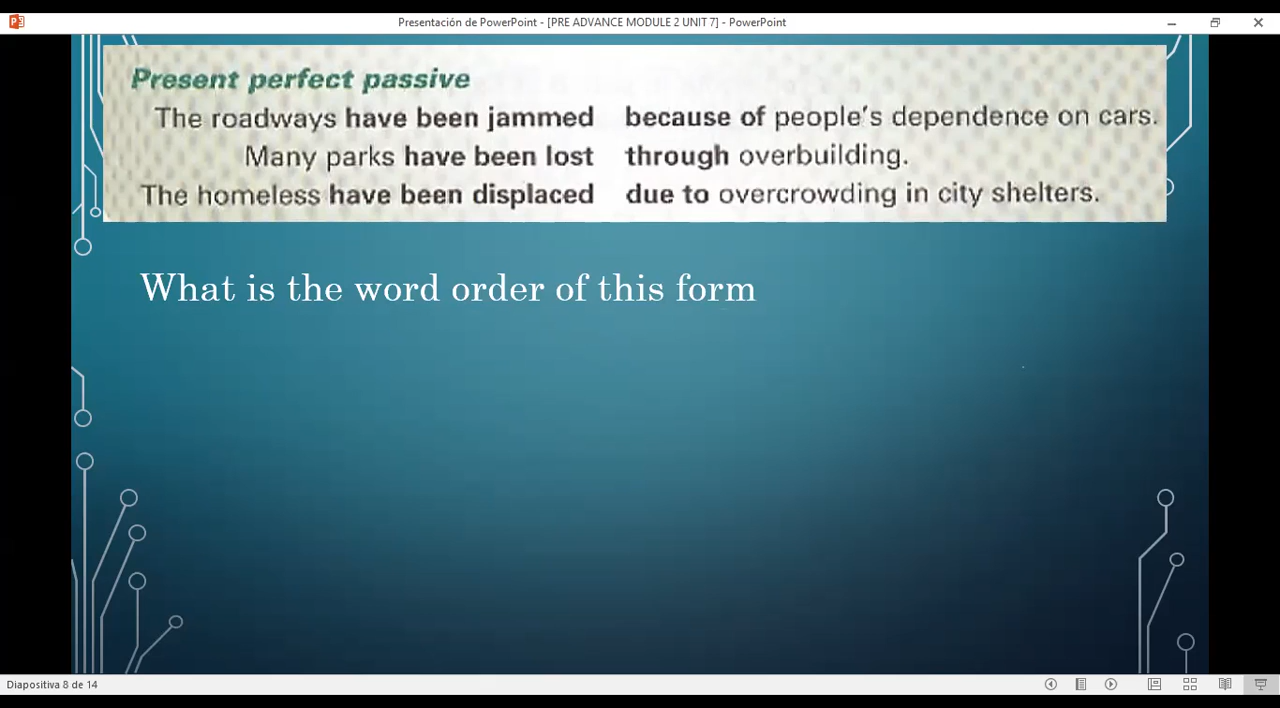 Presentación de PowerPoint - [PRE ADVANCE MODULE 2 UNIT 7] - PowerPoint
Present perfect passive
The roadways have been jammed because of people's dependence on cars.
Many parks have been lost through overbuilding.
The homeless have been displaced due to overcrowding in city shelters.
What is the word order of this form
Diapositiva 8 de 14